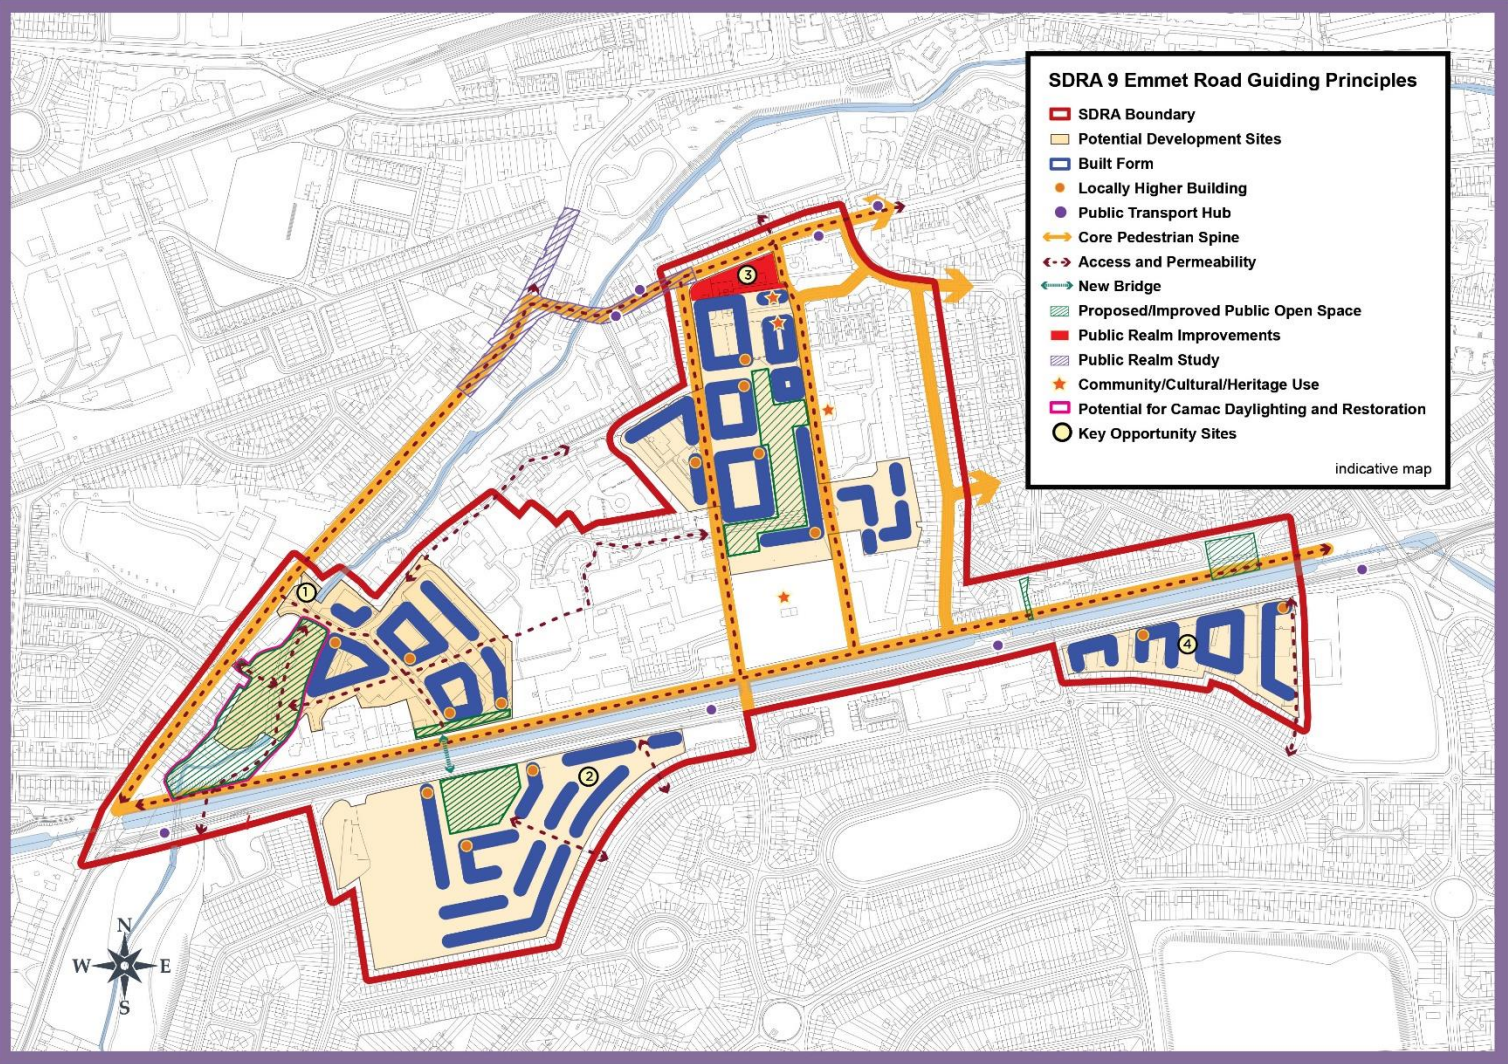 SDRA 9 Emmet Road Guiding Principles
SDRA Boundary
Potential Development Sites
Built Form
Locally Higher Building
Public Transport Hub
Core Pedestrian Spine
Access and Permeability
New Bridge
Proposed/Improved Public Open Space
Public Realm Improvements
Public Realm Study
Community/Cultural/Heritage Use
Potential for Camac Daylighting and Restoration
Key Opportunity Sites
indicative map
3
1
4
2
N
W E
S